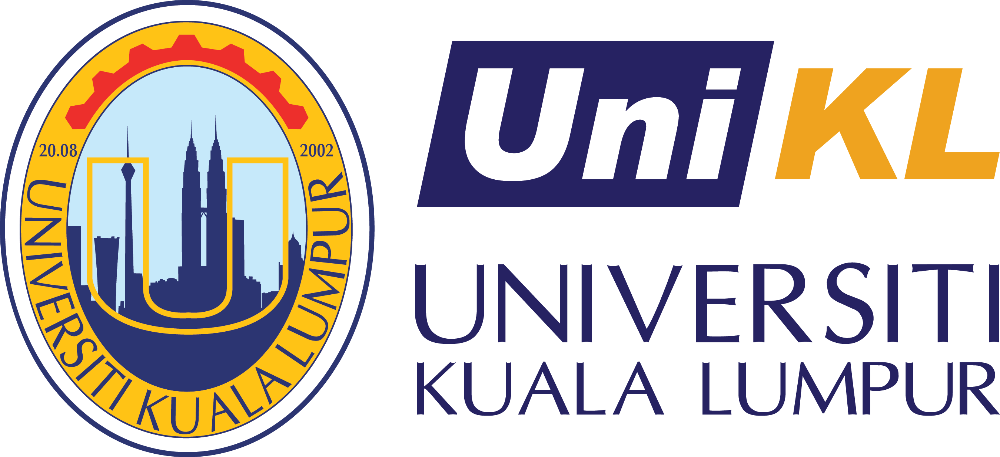 20.08 2002
UNIVERSITI KUALA LUMPUR
U
UniKL
UNIVERSITI
KUALA LUMPUR